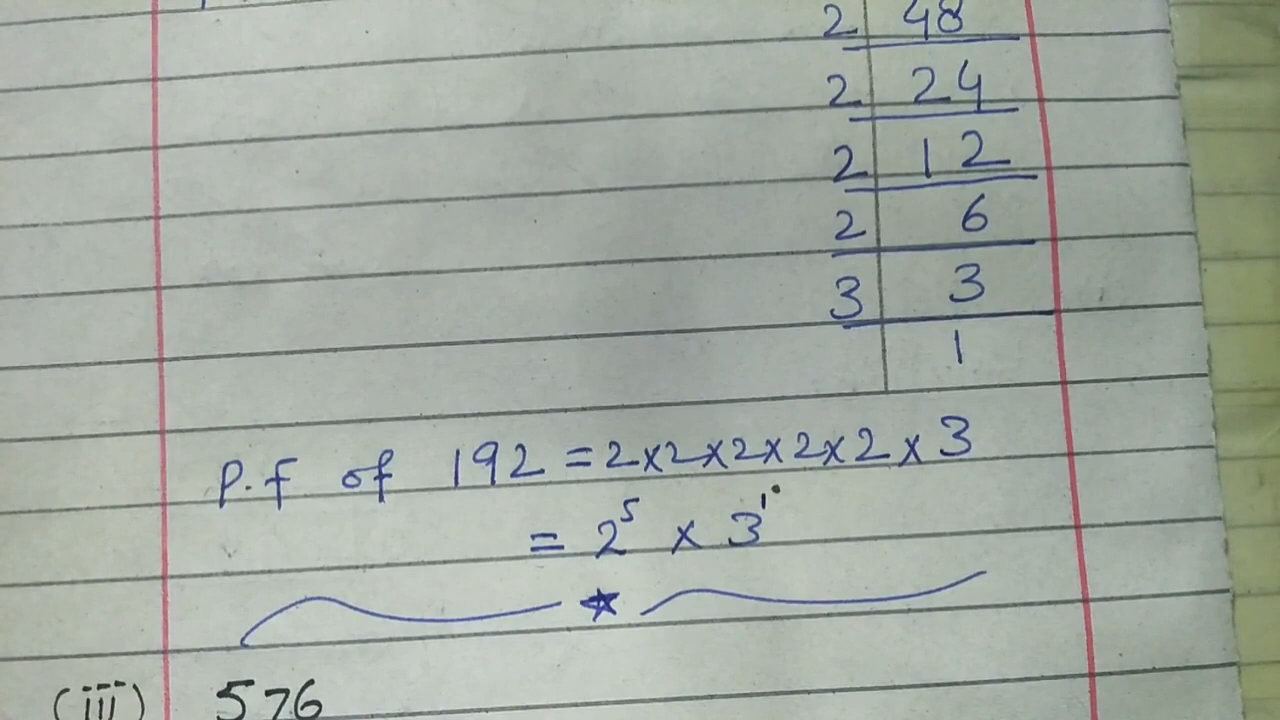 2 | 48
2 | 24
2 | 12
2 | 6
3 | 3
1
P.f of 192 = 2×2×2×2×2×3
= 2⁵ × 3¹
(iii) 576